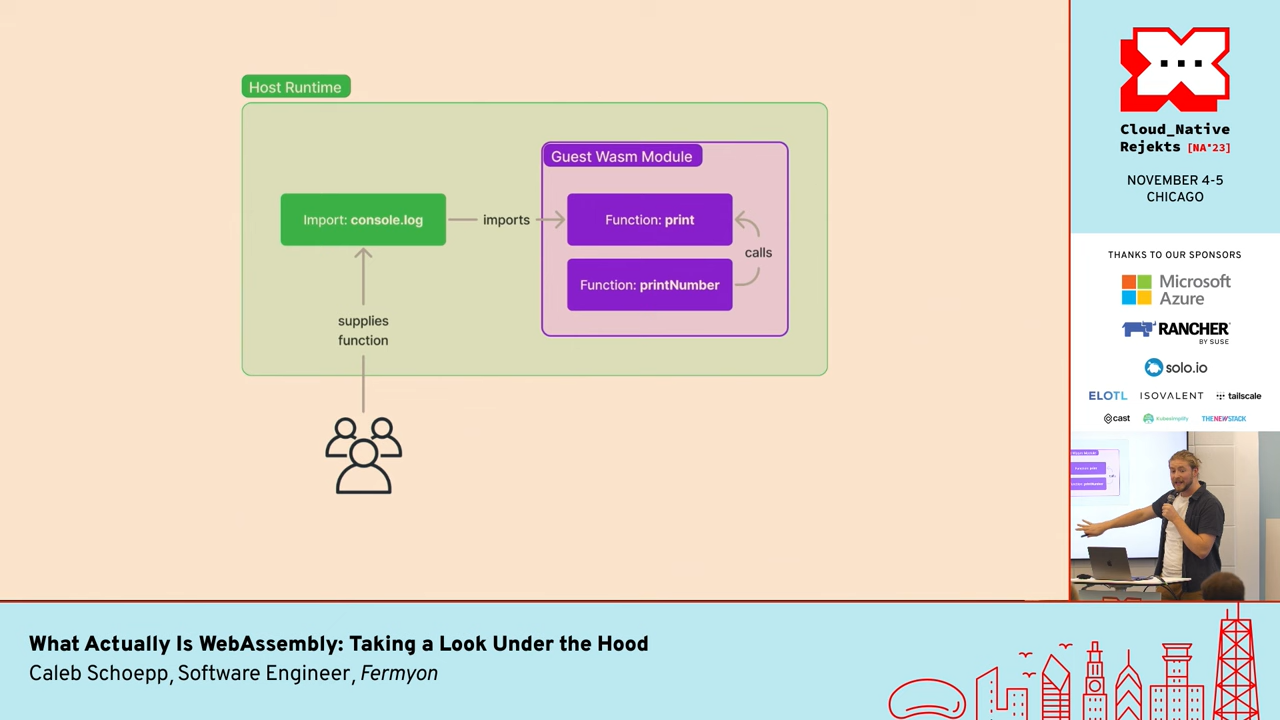 Host Runtime
Guest Wasm Module
Import: console.log
imports
Function: print
calls
Function: printNumber
supplies
function
Cloud_Native
Rejekts [NA'23]
NOVEMBER 4-5
CHICAGO
THANKS TO OUR SPONSORS
Microsoft
Azure
RANCHER
BY SUSE
solo.io
ELOTL ISOVALENT tailscale
cast Kubesimplify THENEWSTACK
What Actually Is WebAssembly: Taking a Look Under the Hood
Caleb Schoepp, Software Engineer, Fermyon